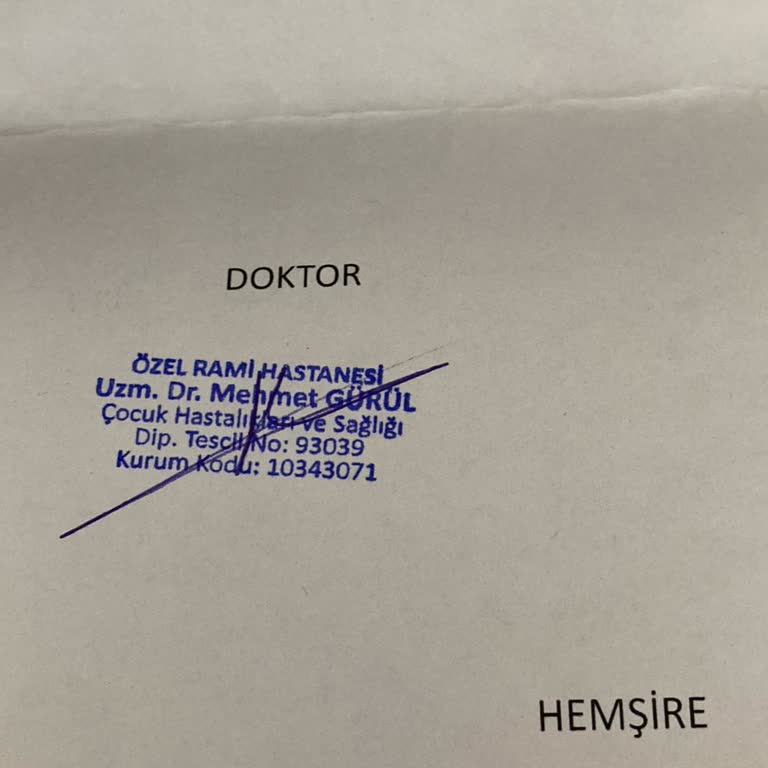 DOKTOR
ÖZEL RAMİ HASTANESİ
Uzm. Dr. Mehmet GÜRÜL
Çocuk Hastalıkları ve Sağlığı
Dip. Tescil No: 93039
Kurum Kodu: 10343071
HEMŞİRE